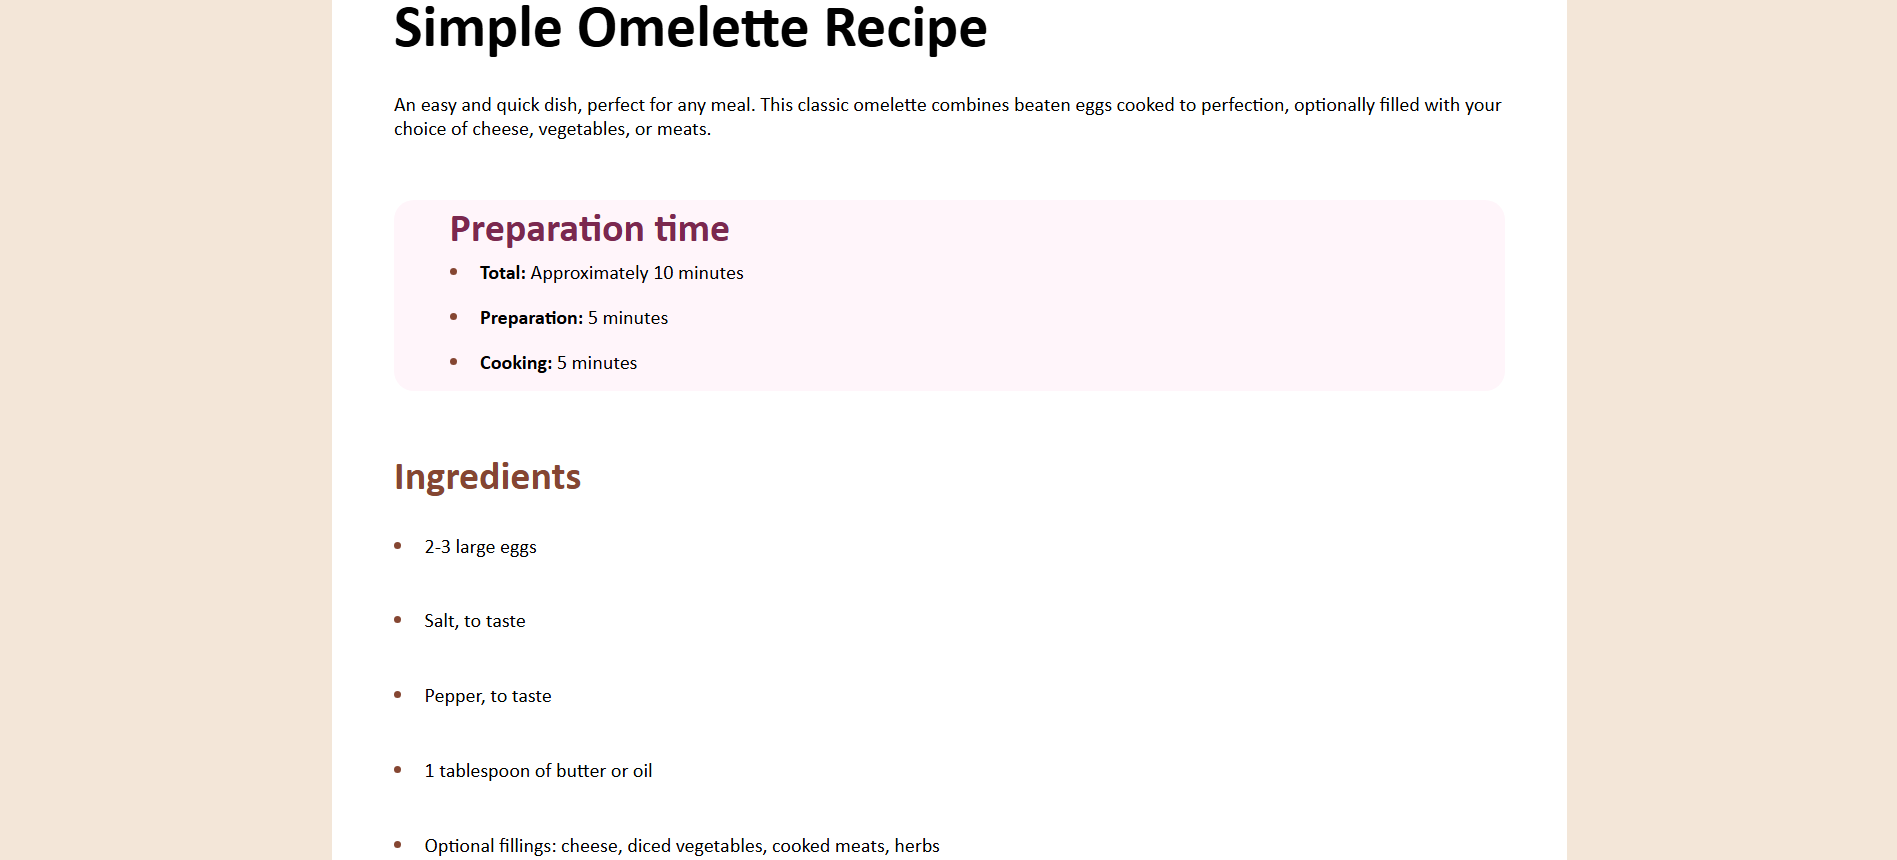 Simple Omelette Recipe
An easy and quick dish, perfect for any meal. This classic omelette combines beaten eggs cooked to perfection, optionally filled with your
choice of cheese, vegetables, or meats.
Preparation time
• Total: Approximately 10 minutes
• Preparation: 5 minutes
• Cooking: 5 minutes
Ingredients
• 2-3 large eggs
• Salt, to taste
• Pepper, to taste
• 1 tablespoon of butter or oil
• Optional fillings: cheese, diced vegetables, cooked meats, herbs